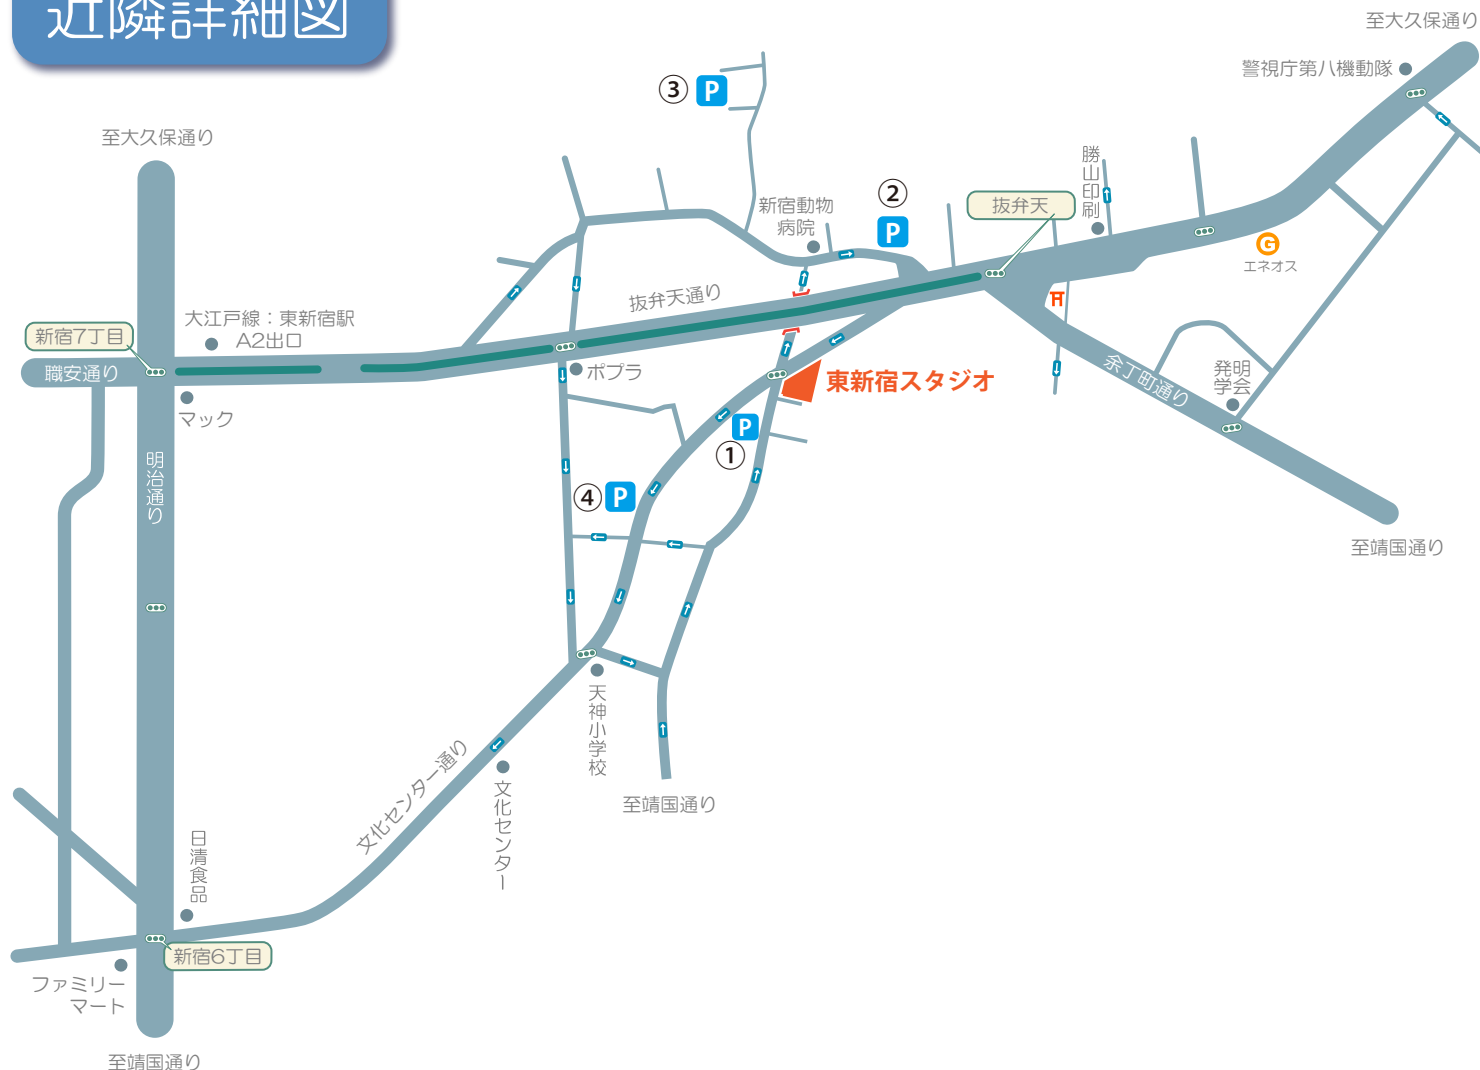 近隣詳細図
至大久保通り
警視庁第八機動隊
③ P
至大久保通り
勝山印刷
② P
新宿動物
病院
抜弁天
G
エネオス
抜弁天通り
大江戸線:東新宿駅
A2出口
新宿7丁目
職安通り
ポプラ
東新宿スタジオ
余丁町通り
発明
学会
マック
P
①
明治通り
④ P
至靖国通り
天神小学校
文化センター通り
文化センター
至靖国通り
日清食品
新宿6丁目
ファミリー
マート
至靖国通り